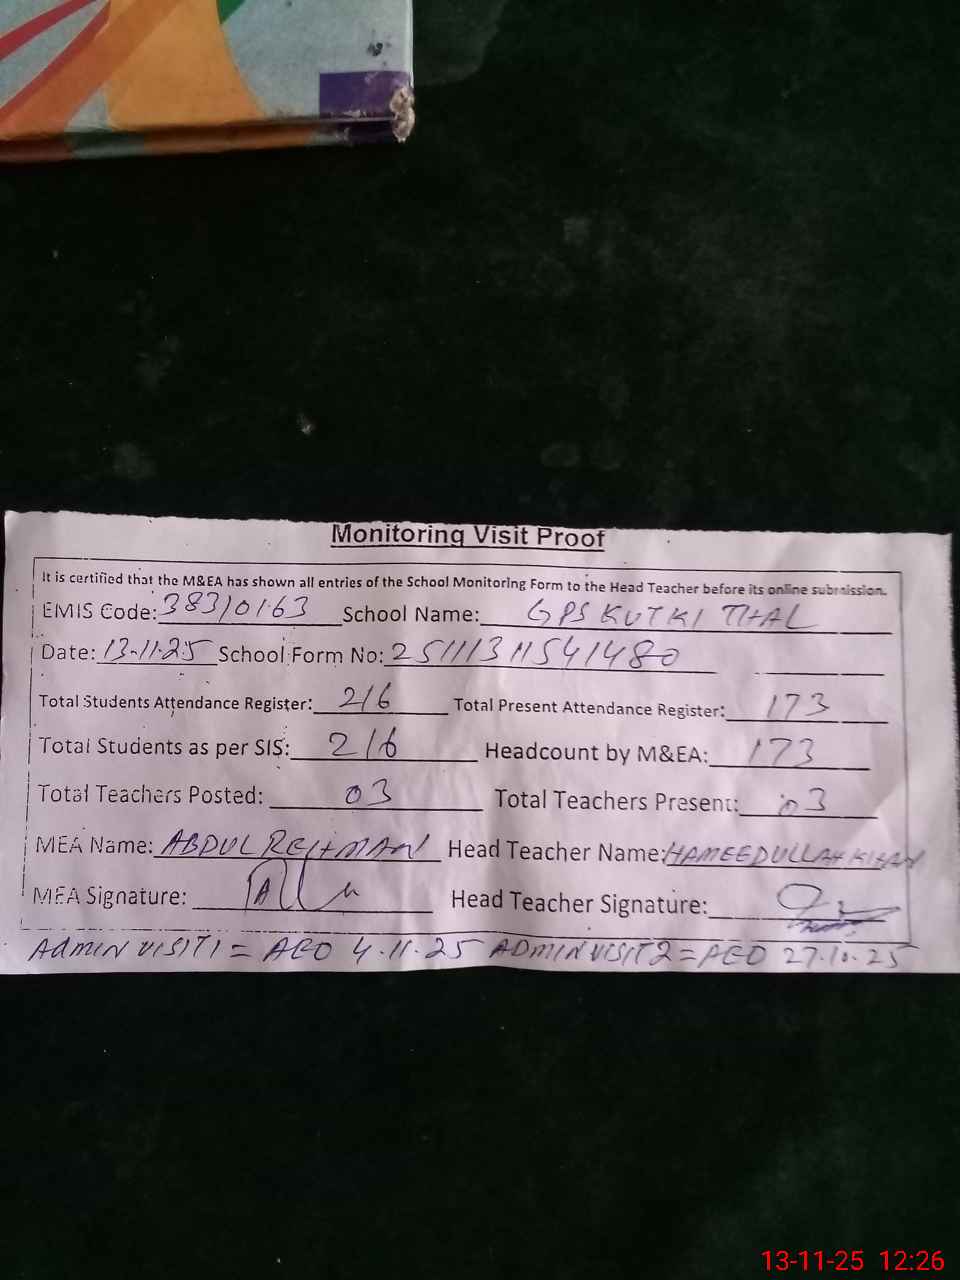 Monitoring Visit Proof
It is certified that the M&EA has shown all entries of the School Monitoring Form to the Head Teacher before its online submission.
EMIS Code: 38310163 School Name: GPS KUTKI THAL
Date: 13-11-25 School Form No: 25111311541480
Total Students Attendance Register: 216 Total Present Attendance Register: 173
Total Students as per SIS: 216 Headcount by M&EA: 173
Total Teachers Posted: 03 Total Teachers Present: 03
MEA Name: ABDUL REHMAN Head Teacher Name: HAMEEDULLAH KHAN
MEA Signature: Head Teacher Signature:
ADMIN VISIT 1 = AEO 4.11.25 ADMIN VISIT 2 = AEO 27.10.25
13-11-25 12:26